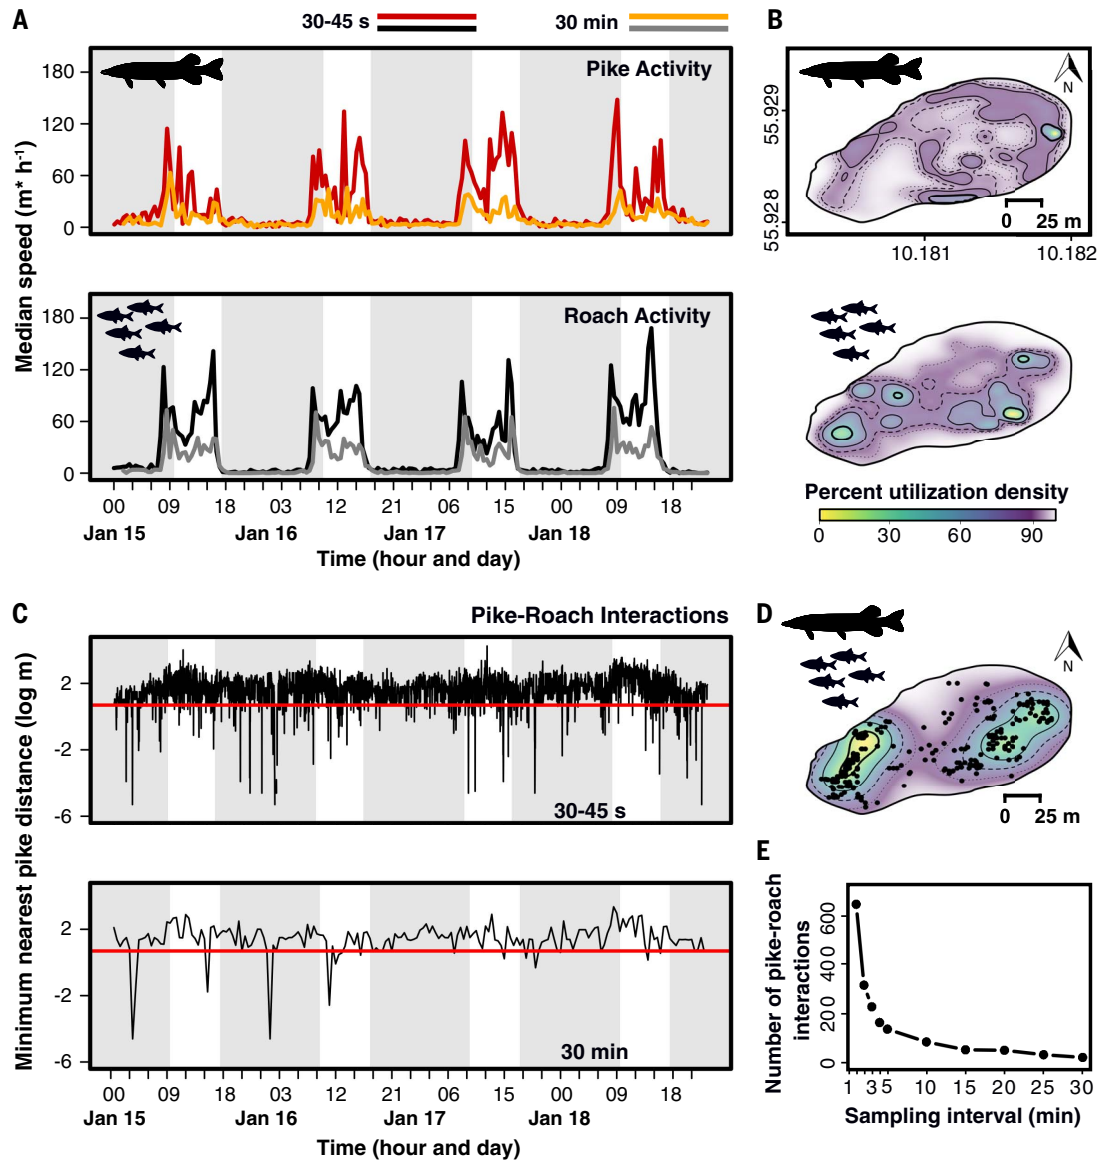 A
30-45 s
30 min
B
Median speed (m* h⁻¹)
180
120
60
0
Pike Activity
180
120
60
0
Roach Activity
00 09 18 03 12 21 06 15 00 09 18
Jan 15 Jan 16 Jan 17 Jan 18
Time (hour and day)
55.929
55.928
N
0 25 m
10.181 10.182
Percent utilization density
0 30 60 90
C
Pike-Roach Interactions
Minimum nearest pike distance (log m)
2
-2
-6
30-45 s
2
-2
-6
30 min
00 09 18 03 12 21 06 15 00 09 18
Jan 15 Jan 16 Jan 17 Jan 18
Time (hour and day)
D
N
0 25 m
E
Number of pike-roach
interactions
600
400
200
0
1 3 5 10 15 20 25 30
Sampling interval (min)